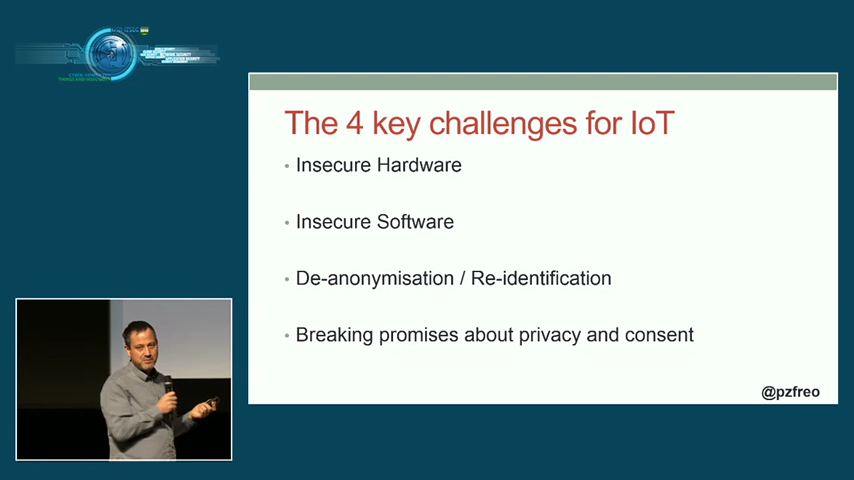 The 4 key challenges for IoT
• Insecure Hardware
• Insecure Software
• De-anonymisation / Re-identification
• Breaking promises about privacy and consent
@pzfreo